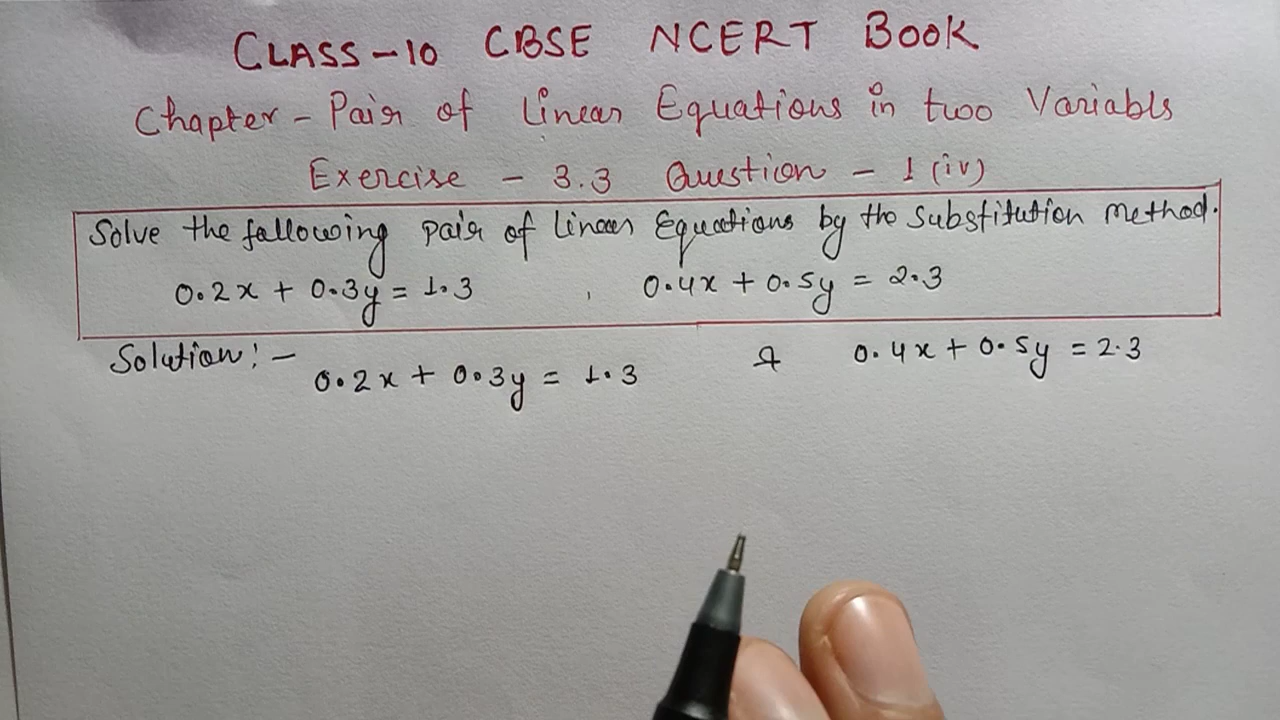 CLASS-10 CBSE NCERT BOOK
Chapter - Pair of Linear Equations in two Variabls
Exercise - 3.3 Question - 1 (iv)
Solve the following pair of linear Equations by the substitution method.
0.2x + 0.3y = 1.3 , 0.4x + 0.5y = 2.3
Solution:- 0.2x + 0.3y = 1.3 & 0.4x + 0.5y = 2.3